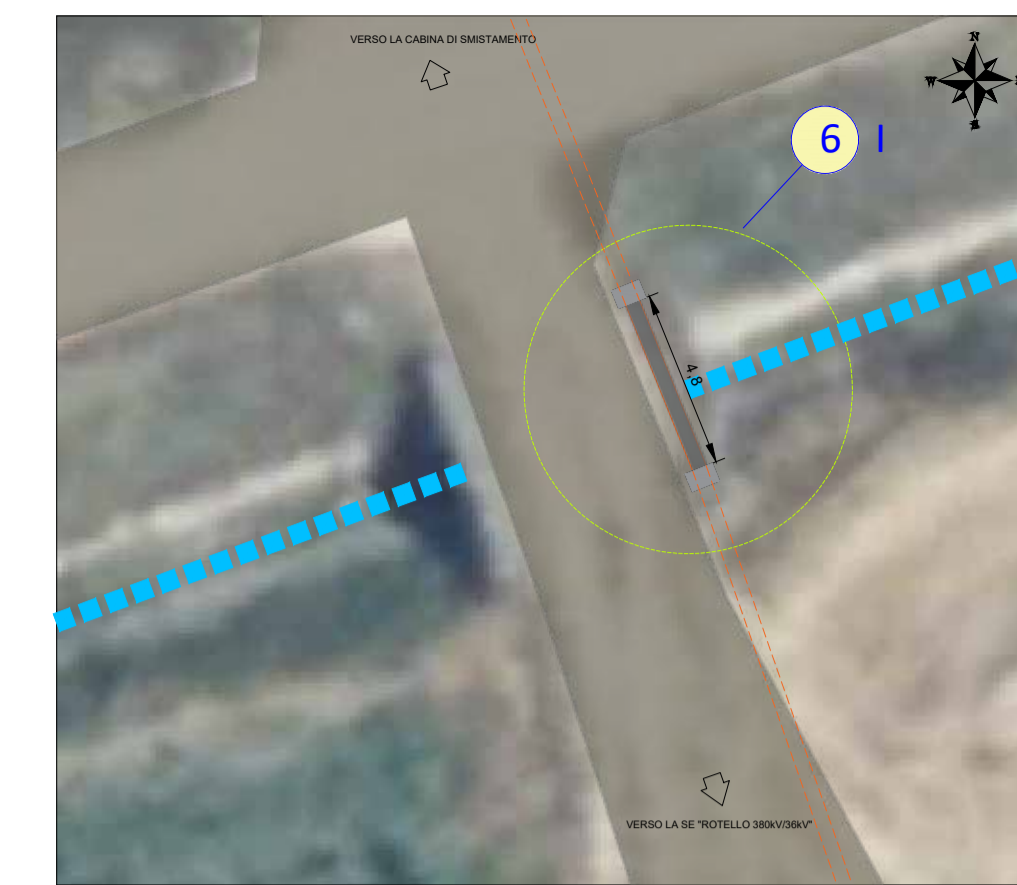 VERSO LA CABINA DI SMISTAMENTO
N
W
6 I
4,8
VERSO LA SE "ROTELLO 380kV/36kV"